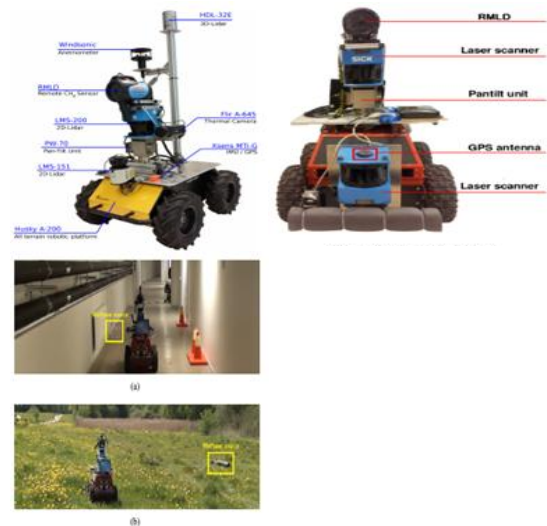 HDL-32E
3D-Lidar
Windsonic
Anemometer
RMLD
Remote CH4 Sensor
LMS-200
2D-Lidar
Flir A-645
Thermal Camera
PW-70
Pan-Tilt Unit
Xsens MTi-G
IMU / GPS
LMS-151
2D-Lidar
Husky A-200
All terrain robotic platform
RMLD
Laser scanner
SICK
Pantilt unit
GPS antenna
Laser scanner
(a)
(b)